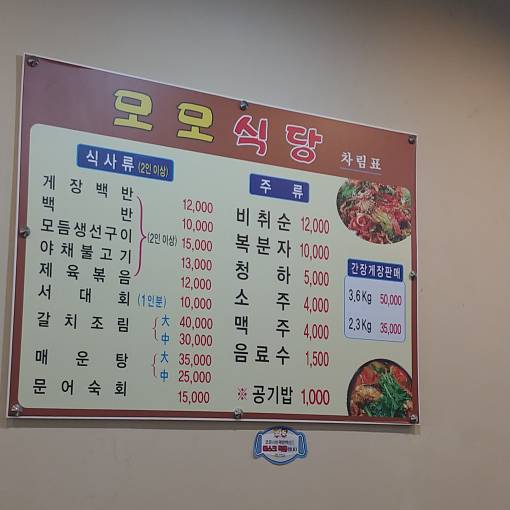 모모식당 차림표
식사류 (2인 이상)
게장백반 12,000
백반 10,000
모듬생선구이 15,000
야채불고기 13,000
(2인 이상)
제육볶음 12,000
서대회 (1인분) 10,000
갈치조림 大 40,000
中 30,000
매운탕 大 35,000
中 25,000
문어숙회 15,000
주류
비취순 12,000
복분자 10,000
청하 5,000
소주 4,000
맥주 4,000
음료수 1,500
※ 공기밥 1,000
간장게장판매
3,6Kg 50,000
2,3Kg 35,000